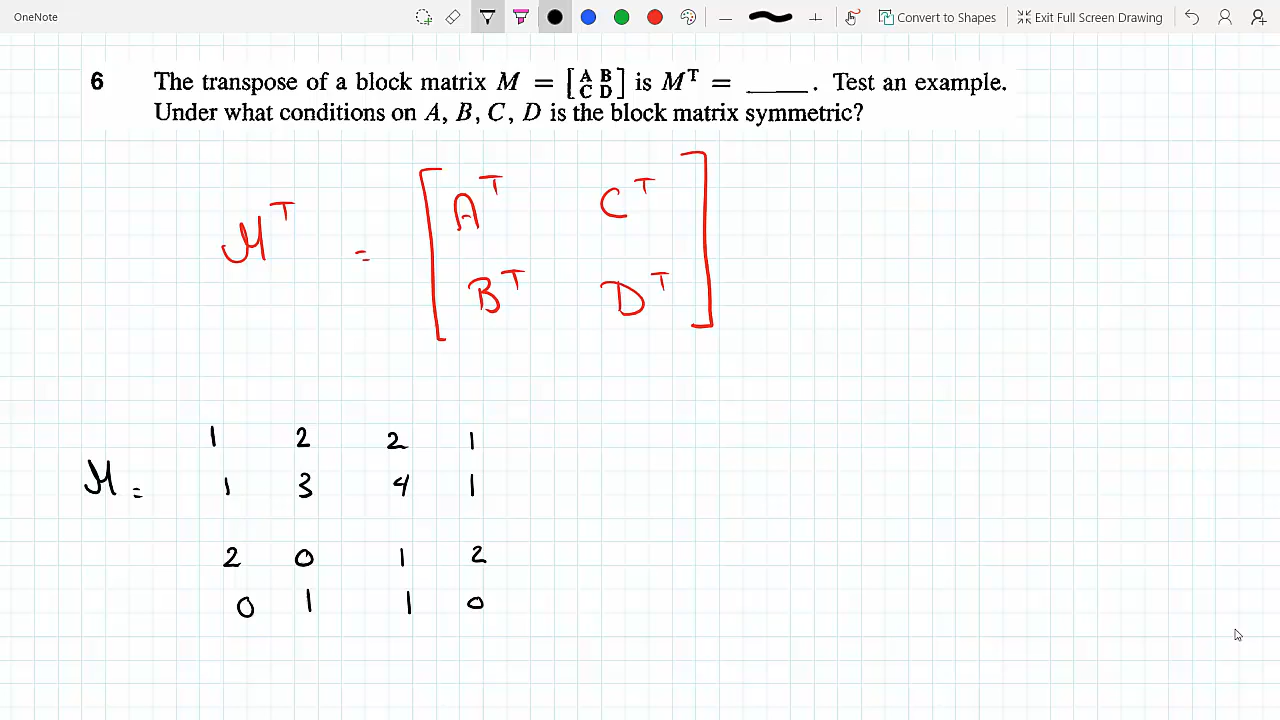 OneNote
Convert to Shapes Exit Full Screen Drawing
6 The transpose of a block matrix M = [A B C D] is M^T = ____. Test an example.
Under what conditions on A, B, C, D is the block matrix symmetric?
M^T = [A^T C^T
B^T D^T]
1 2 2 1
M = 1 3 4 1
2 0 1 2
0 1 1 0